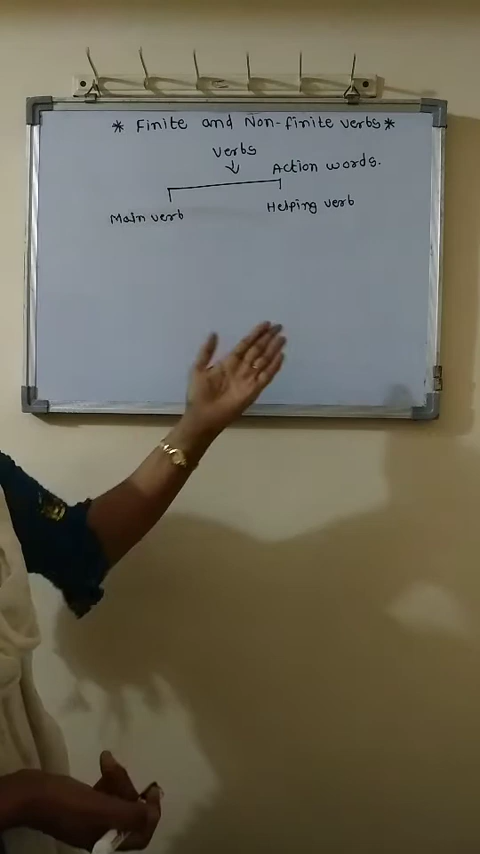 * Finite and Non-finite verbs *
Verbs
Action words.
Main verb
Helping verb